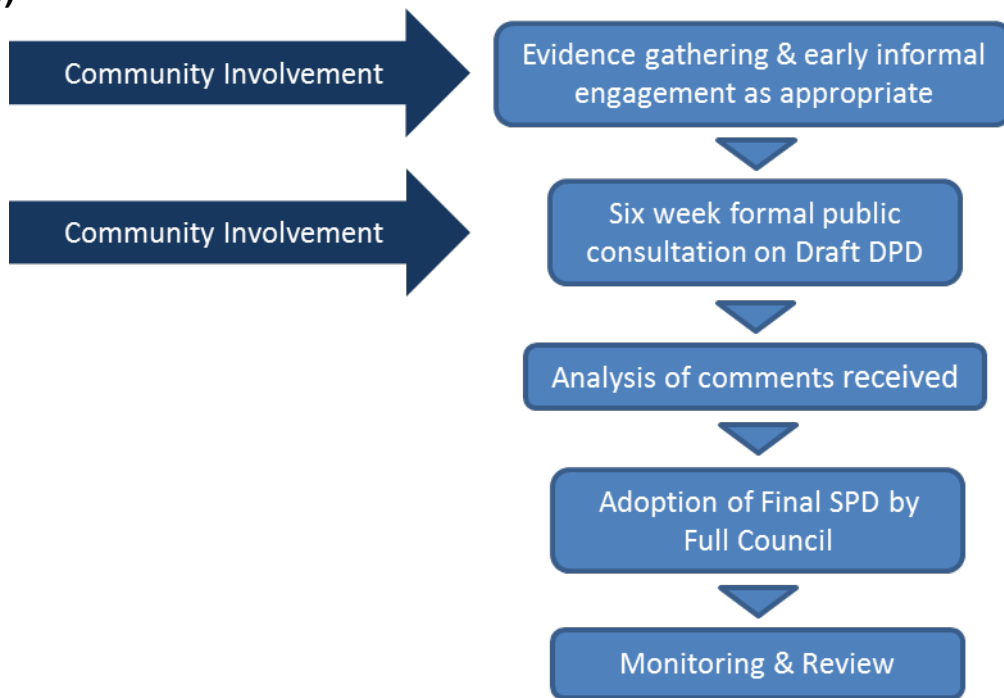 Community Involvement
Evidence gathering & early informal
engagement as appropriate
Community Involvement
Six week formal public
consultation on Draft DPD
Analysis of comments received
Adoption of Final SPD by
Full Council
Monitoring & Review